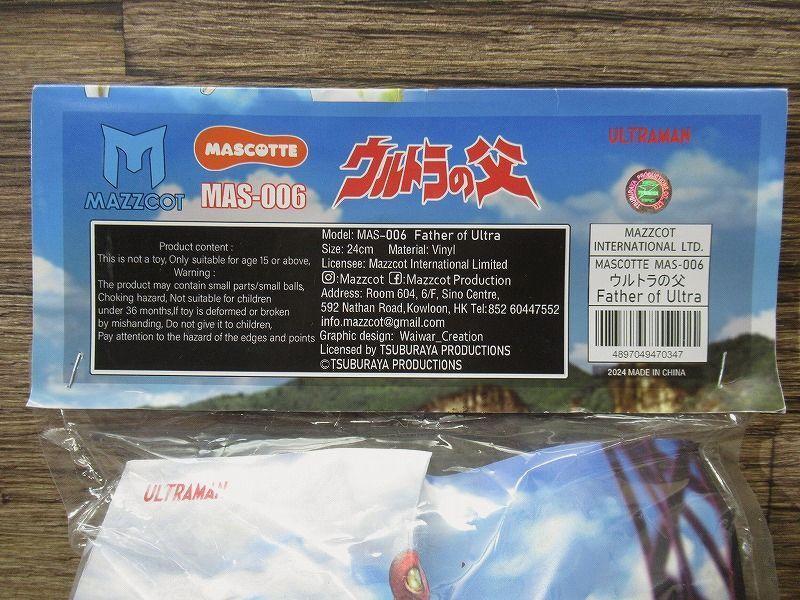 MAZZCOT
MASCOTTE
MAS-006
ウルトラの父
ULTRAMAN
TSUBURAYA PRODUCTIONS CO., LTD.
Product content :
This is not a toy, Only suitable for age 15 or above,
Warning :
The product may contain small parts/small balls,
Choking hazard, Not suitable for children
under 36 months,If toy is deformed or broken
by mishanding, Do not give it to children,
Pay attention to the hazard of the edges and points
Model: MAS-006 Father of Ultra
Size: 24cm Material: Vinyl
Licensee: Mazzcot International Limited
:Mazzcot :Mazzcot Production
Address: Room 604, 6/F, Sino Centre,
592 Nathan Road,Kowloon, HK Tel:852 60447552
info.mazzcot@gmail.com
Graphic design: Waiwar_Creation
Licensed by TSUBURAYA PRODUCTIONS
©TSUBURAYA PRODUCTIONS
MAZZCOT
INTERNATIONAL LTD.
MASCOTTE MAS-006
ウルトラの父
Father of Ultra
4897049470347
2024 MADE IN CHINA
ULTRAMAN